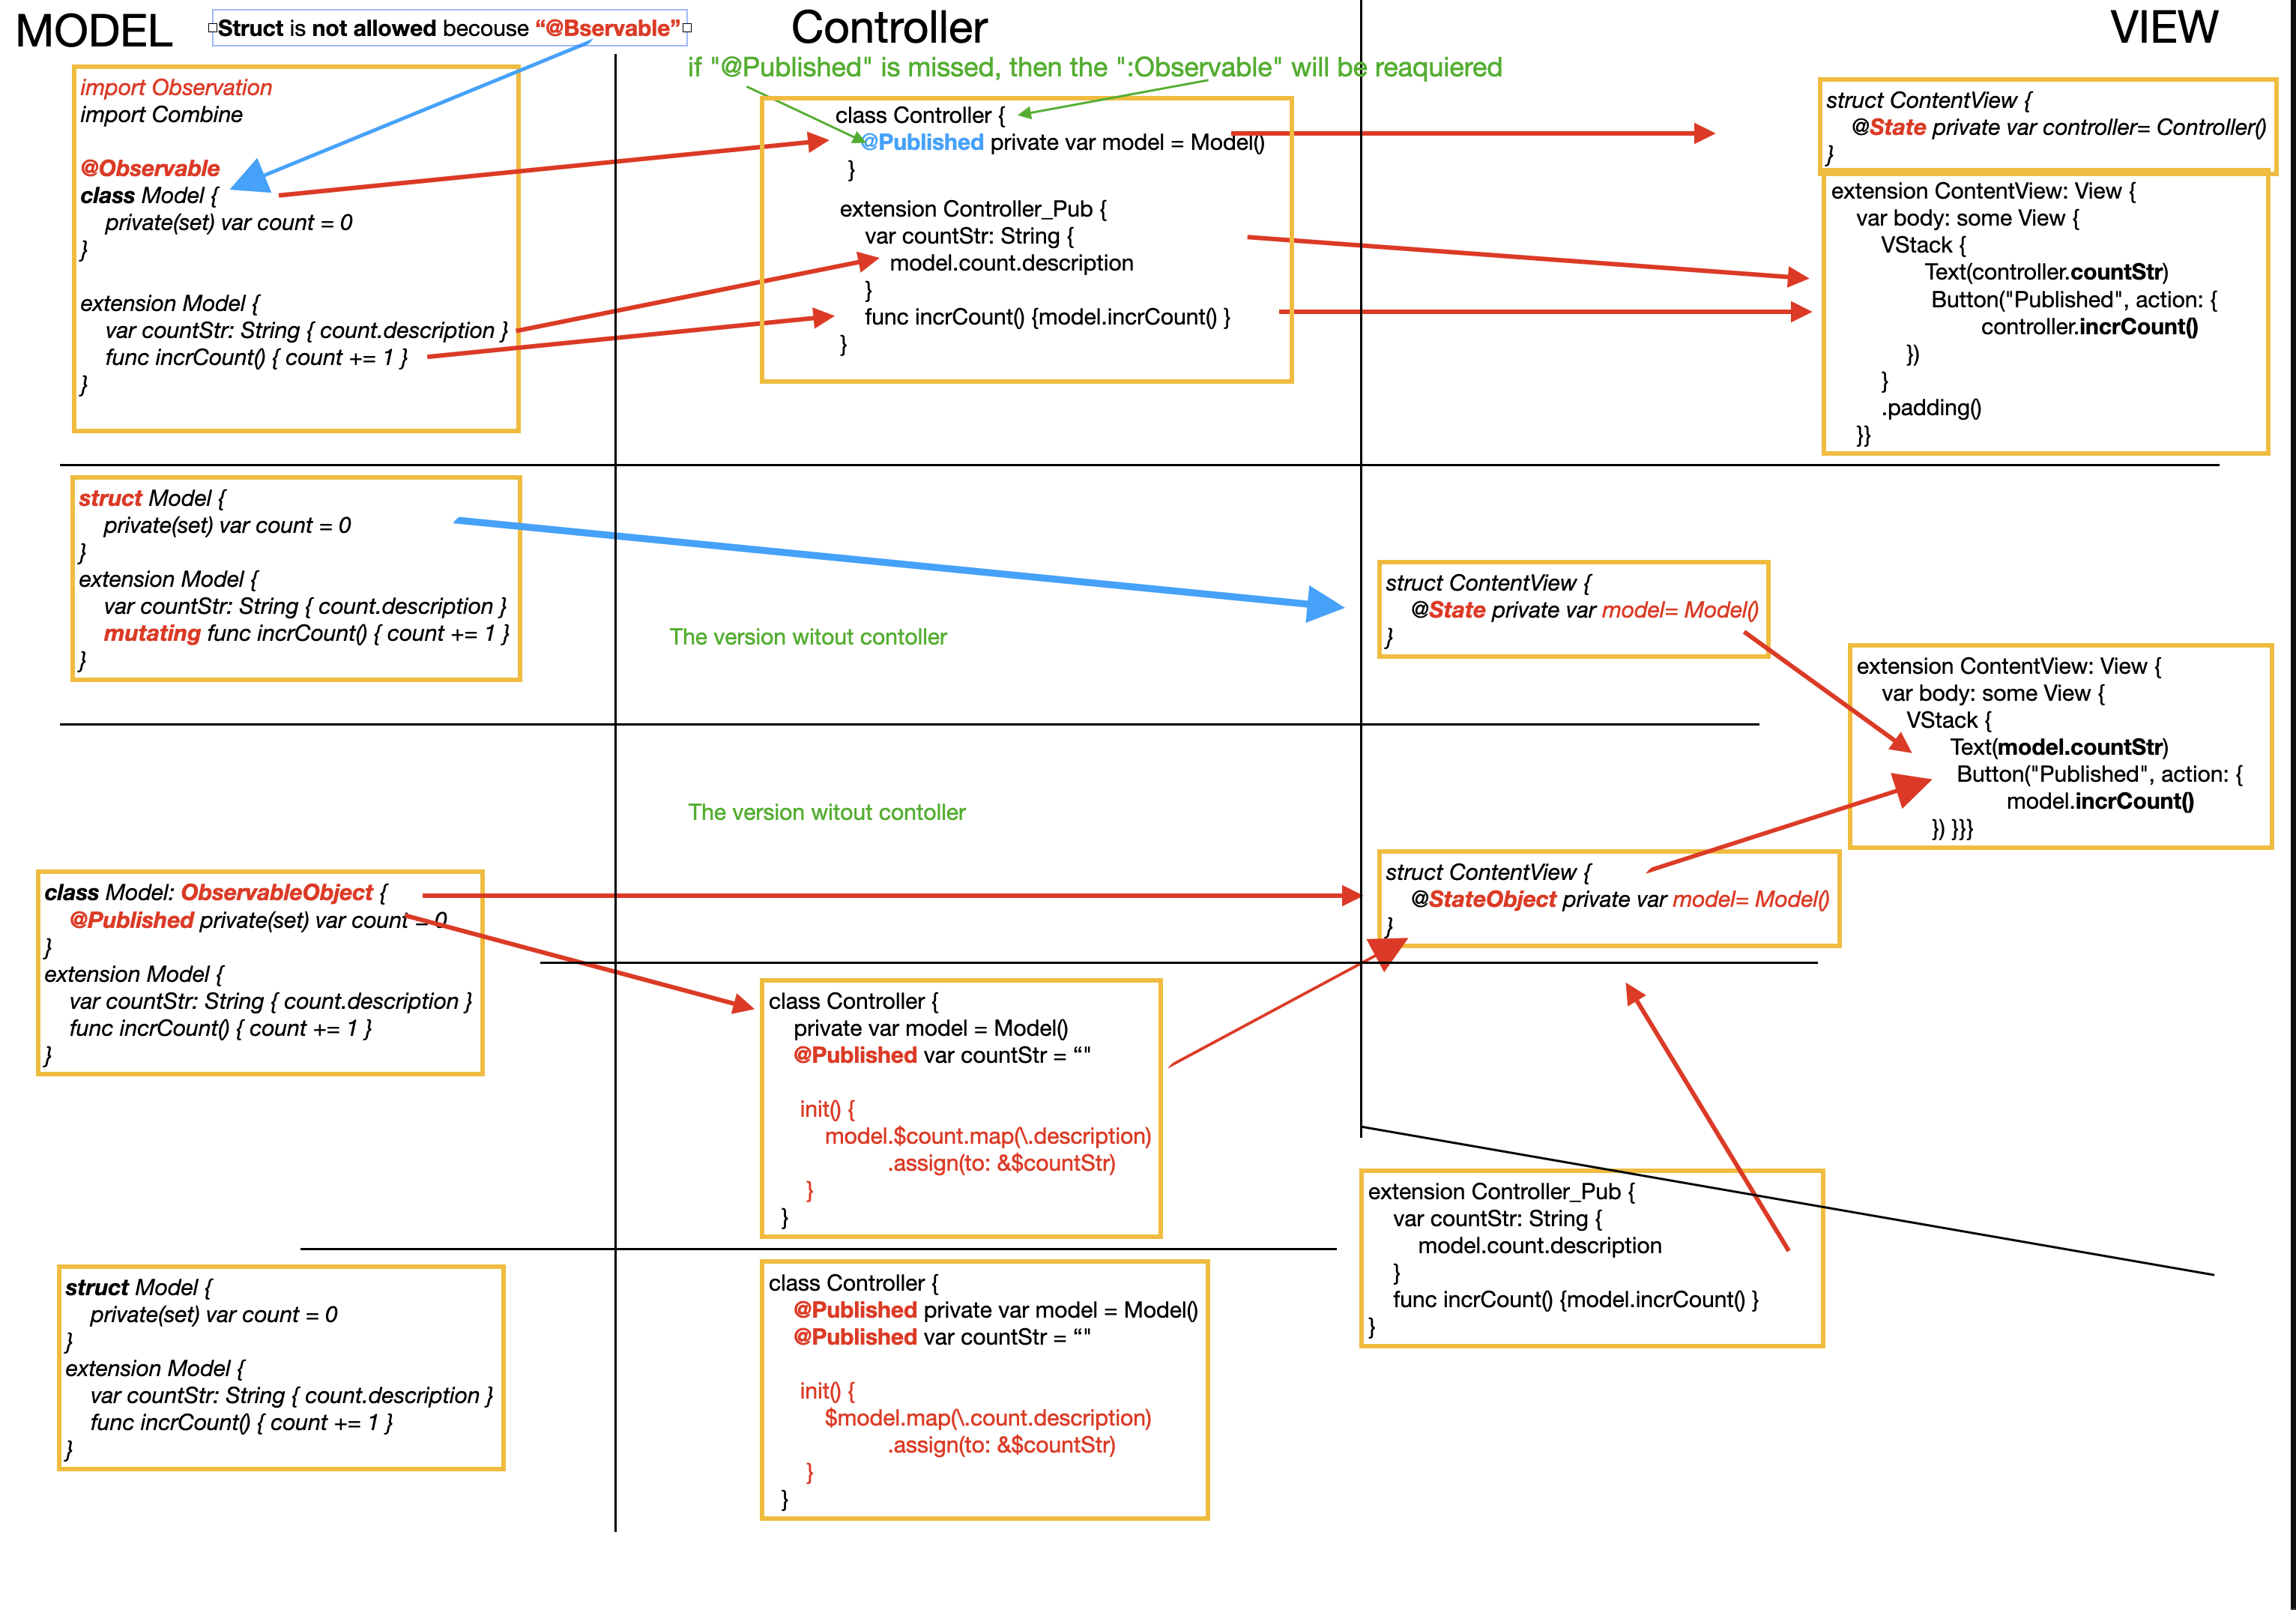 MODEL
Struct is not allowed becouse “@Bservable”
Controller
VIEW
if "@Published" is missed, then the ":Observable" will be reaquiered
import Observation
import Combine
@Observable
class Model {
private(set) var count = 0
}
extension Model {
var countStr: String { count.description }
func incrCount() { count += 1 }
}
class Controller {
@Published private var model = Model()
}
extension Controller_Pub {
var countStr: String {
model.count.description
}
func incrCount() {model.incrCount() }
}
struct ContentView {
@State private var controller= Controller()
}
extension ContentView: View {
var body: some View {
VStack {
Text(controller.countStr)
Button("Published", action: {
controller.incrCount()
})
}
.padding()
}}
struct Model {
private(set) var count = 0
}
extension Model {
var countStr: String { count.description }
mutating func incrCount() { count += 1 }
}
The version witout contoller
struct ContentView {
@State private var model= Model()
}
extension ContentView: View {
var body: some View {
VStack {
Text(model.countStr)
Button("Published", action: {
model.incrCount()
}) }}}
The version witout contoller
class Model: ObservableObject {
@Published private(set) var count = 0
}
extension Model {
var countStr: String { count.description }
func incrCount() { count += 1 }
}
struct ContentView {
@StateObject private var model= Model()
}
class Controller {
private var model = Model()
@Published var countStr = “"
init() {
model.$count.map(\.description)
.assign(to: &$countStr)
}
}
extension Controller_Pub {
var countStr: String {
model.count.description
}
func incrCount() {model.incrCount() }
}
struct Model {
private(set) var count = 0
}
extension Model {
var countStr: String { count.description }
func incrCount() { count += 1 }
}
class Controller {
@Published private var model = Model()
@Published var countStr = “"
init() {
$model.map(\.count.description)
.assign(to: &$countStr)
}
}